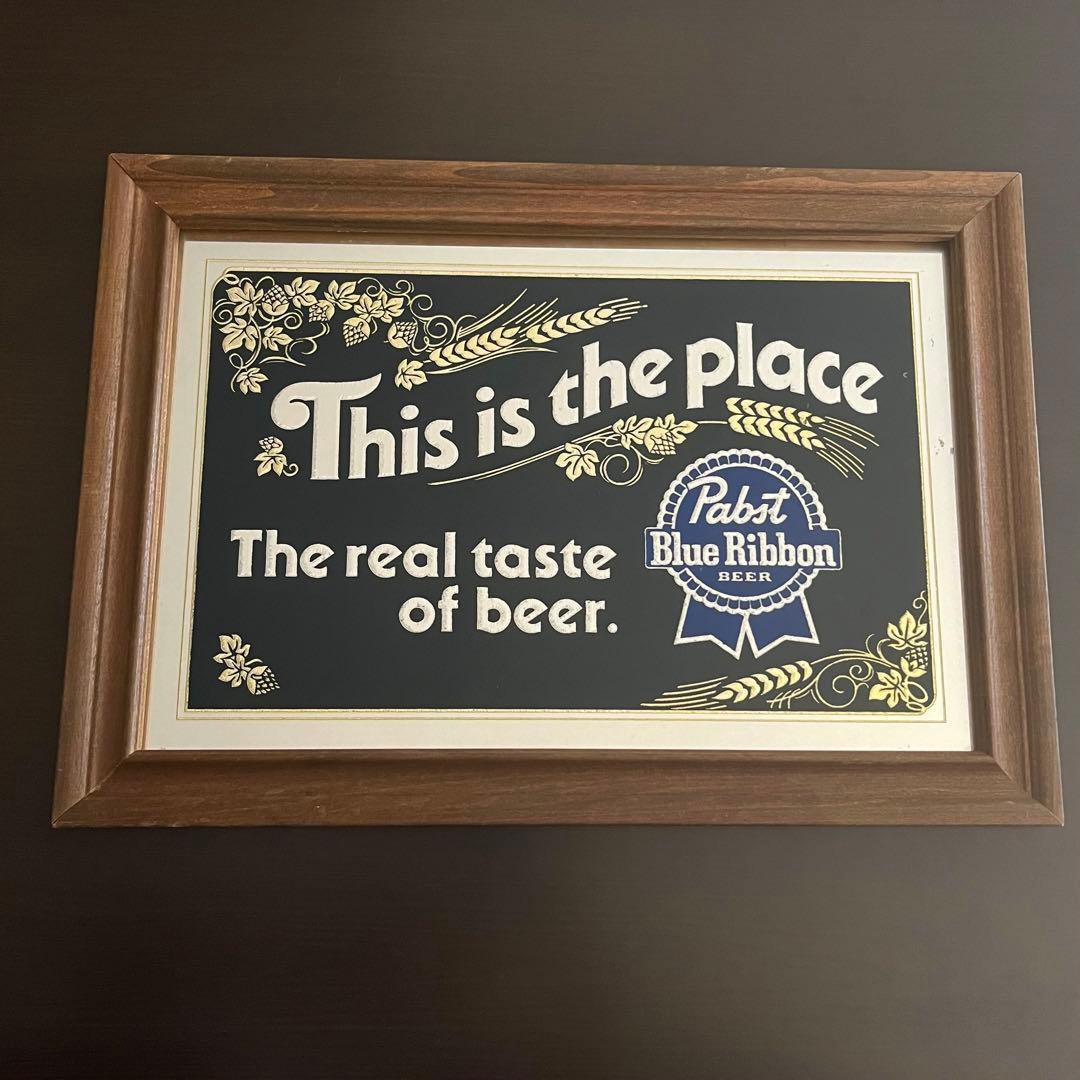 This is the place
The real taste
of beer.
Pabst
Blue Ribbon
BEER